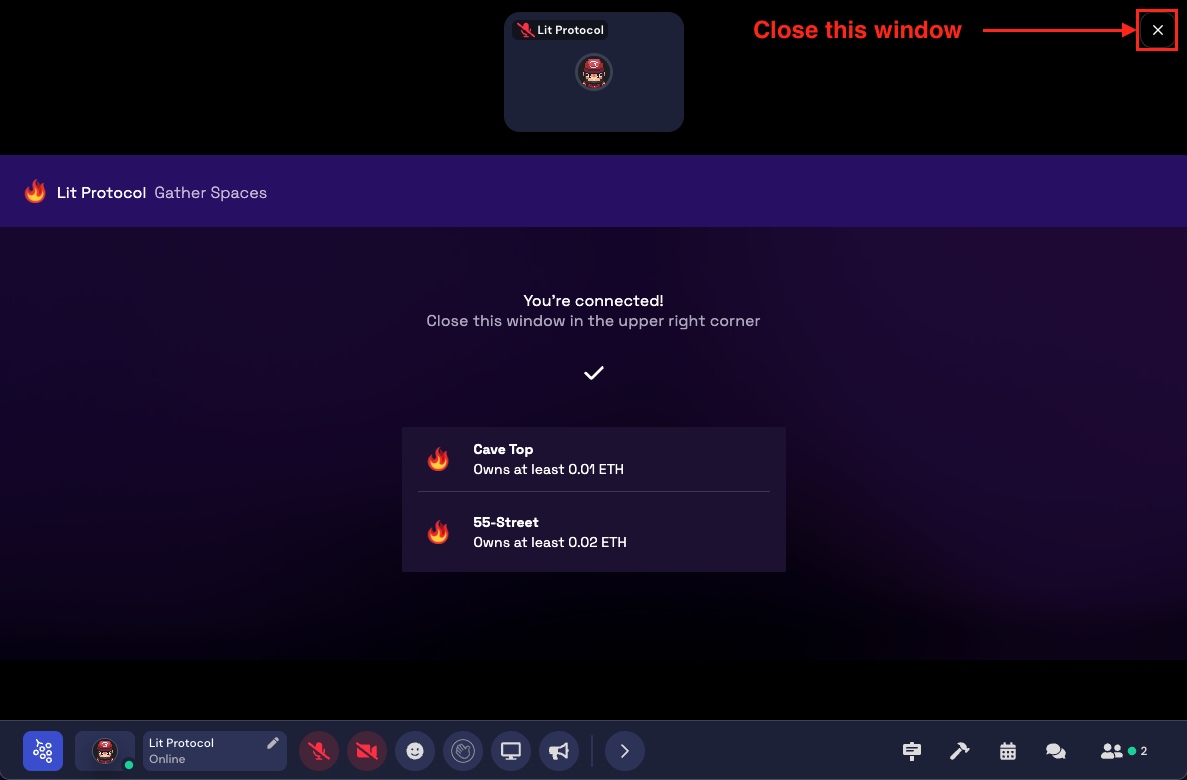 Lit Protocol
Close this window
Lit Protocol Gather Spaces
You're connected!
Close this window in the upper right corner
Cave Top
Owns at least 0.01 ETH
55-Street
Owns at least 0.02 ETH
Lit Protocol
Online
2